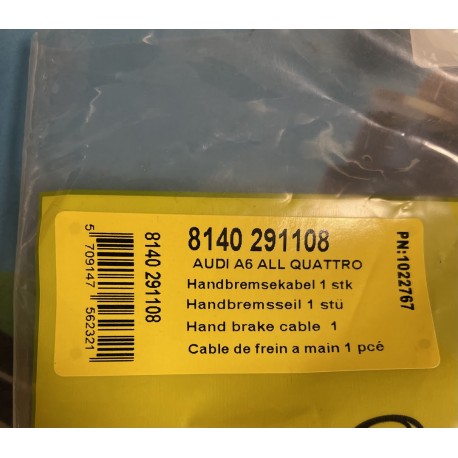 8140 291108
AUDI A6 ALL QUATTRO
Handbremsekabel 1 stk
Handbremsseil 1 stü
Hand brake cable 1
Cable de frein a main 1 pcé
PN:1022767
8140 291108
5 709147 562321